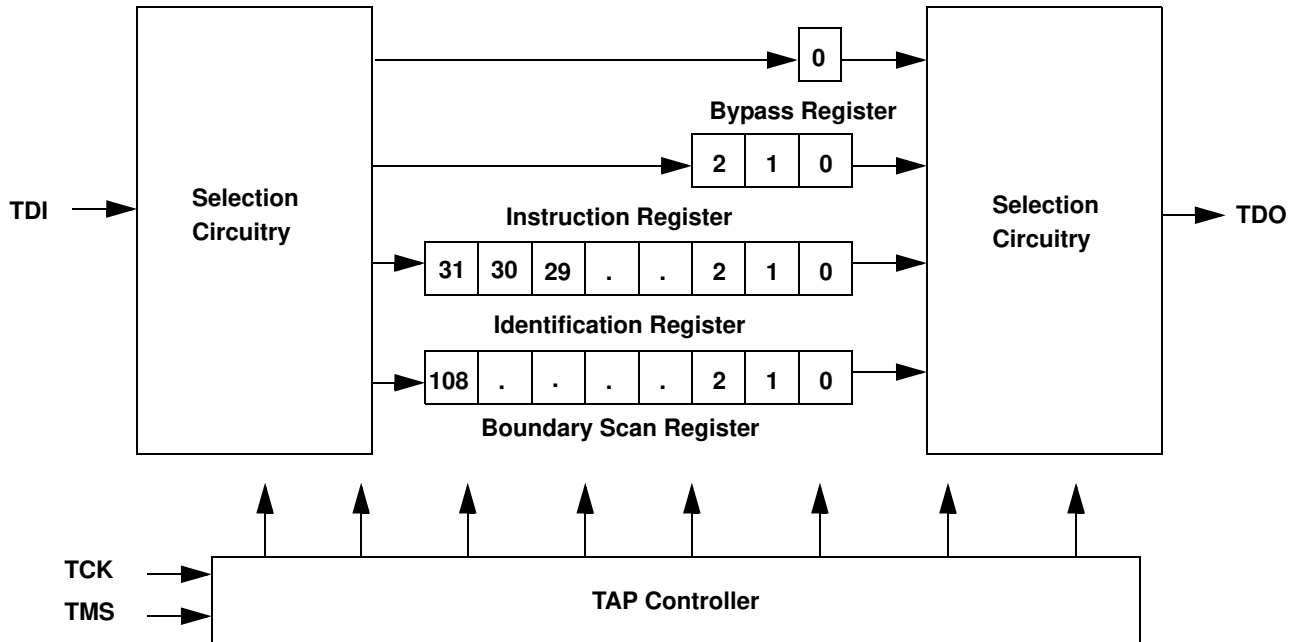 0
Bypass Register
2 1 0
TDI
Selection
Circuitry
Selection
Circuitry
TDO
Instruction Register
31 30 29 . . 2 1 0
Identification Register
108 . . . . 2 1 0
Boundary Scan Register
TCK
TMS
TAP Controller